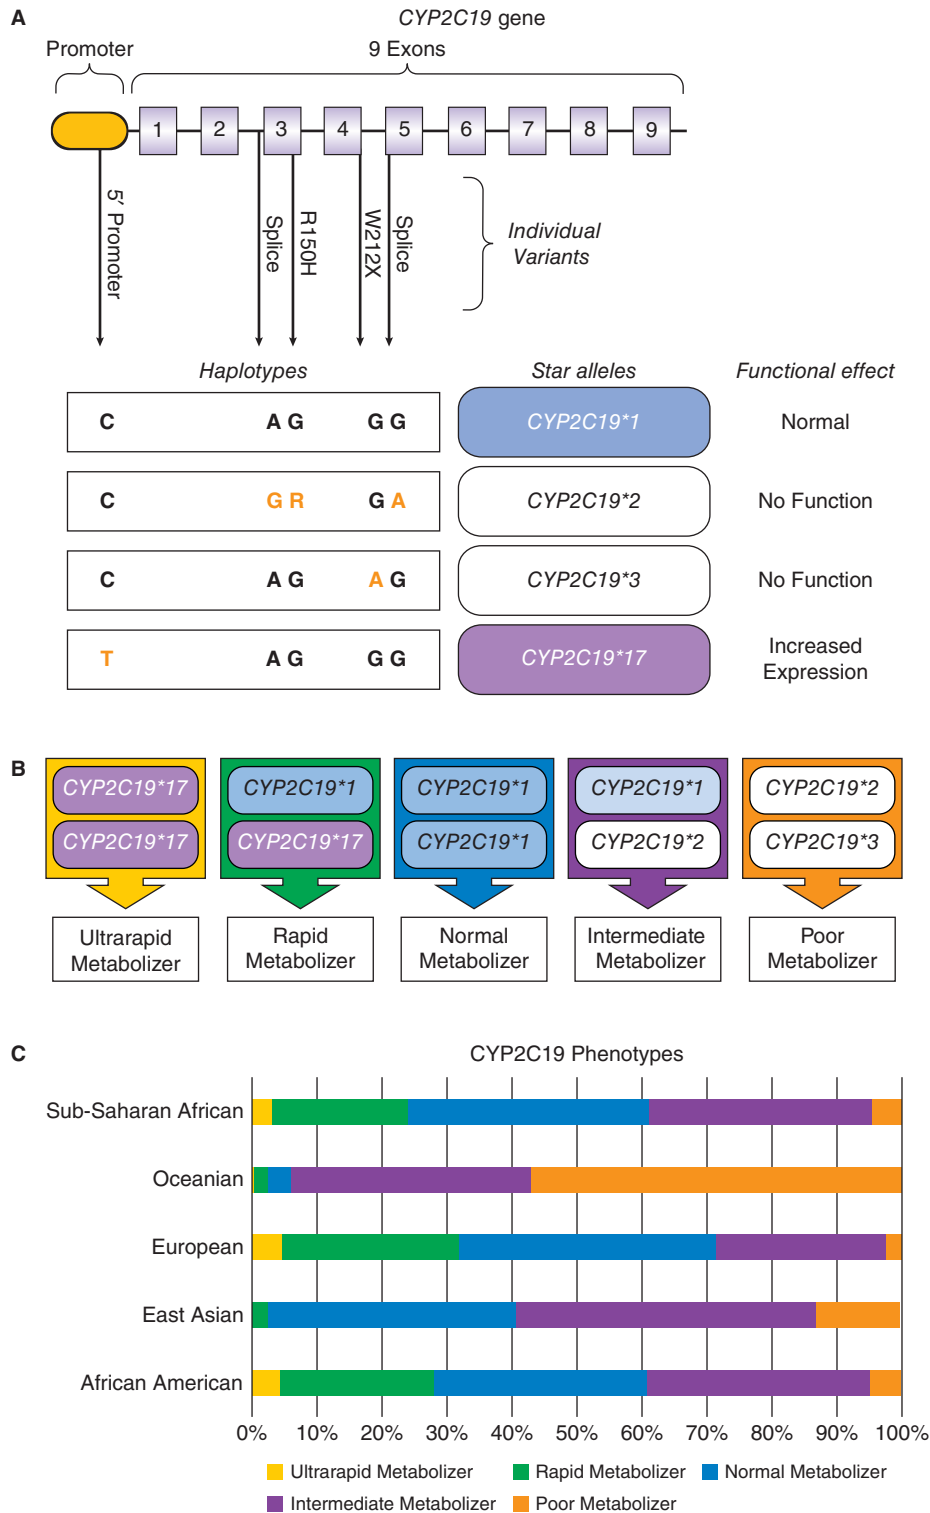 A
CYP2C19 gene
Promoter
9 Exons
1 2 3 4 5 6 7 8 9
5′ Promoter
Splice
R150H
W212X
Splice
Individual
Variants
Haplotypes
Star alleles
Functional effect
C A G G G
CYP2C19*1
Normal
C G R G A
CYP2C19*2
No Function
C A G A G
CYP2C19*3
No Function
T A G G G
CYP2C19*17
Increased
Expression
B
CYP2C19*17
CYP2C19*17
Ultrarapid
Metabolizer
CYP2C19*1
CYP2C19*17
Rapid
Metabolizer
CYP2C19*1
CYP2C19*1
Normal
Metabolizer
CYP2C19*1
CYP2C19*2
Intermediate
Metabolizer
CYP2C19*2
CYP2C19*3
Poor
Metabolizer
C
CYP2C19 Phenotypes
Sub-Saharan African
Oceanian
European
East Asian
African American
0% 10% 20% 30% 40% 50% 60% 70% 80% 90% 100%
Ultrarapid Metabolizer
Rapid Metabolizer
Normal Metabolizer
Intermediate Metabolizer
Poor Metabolizer